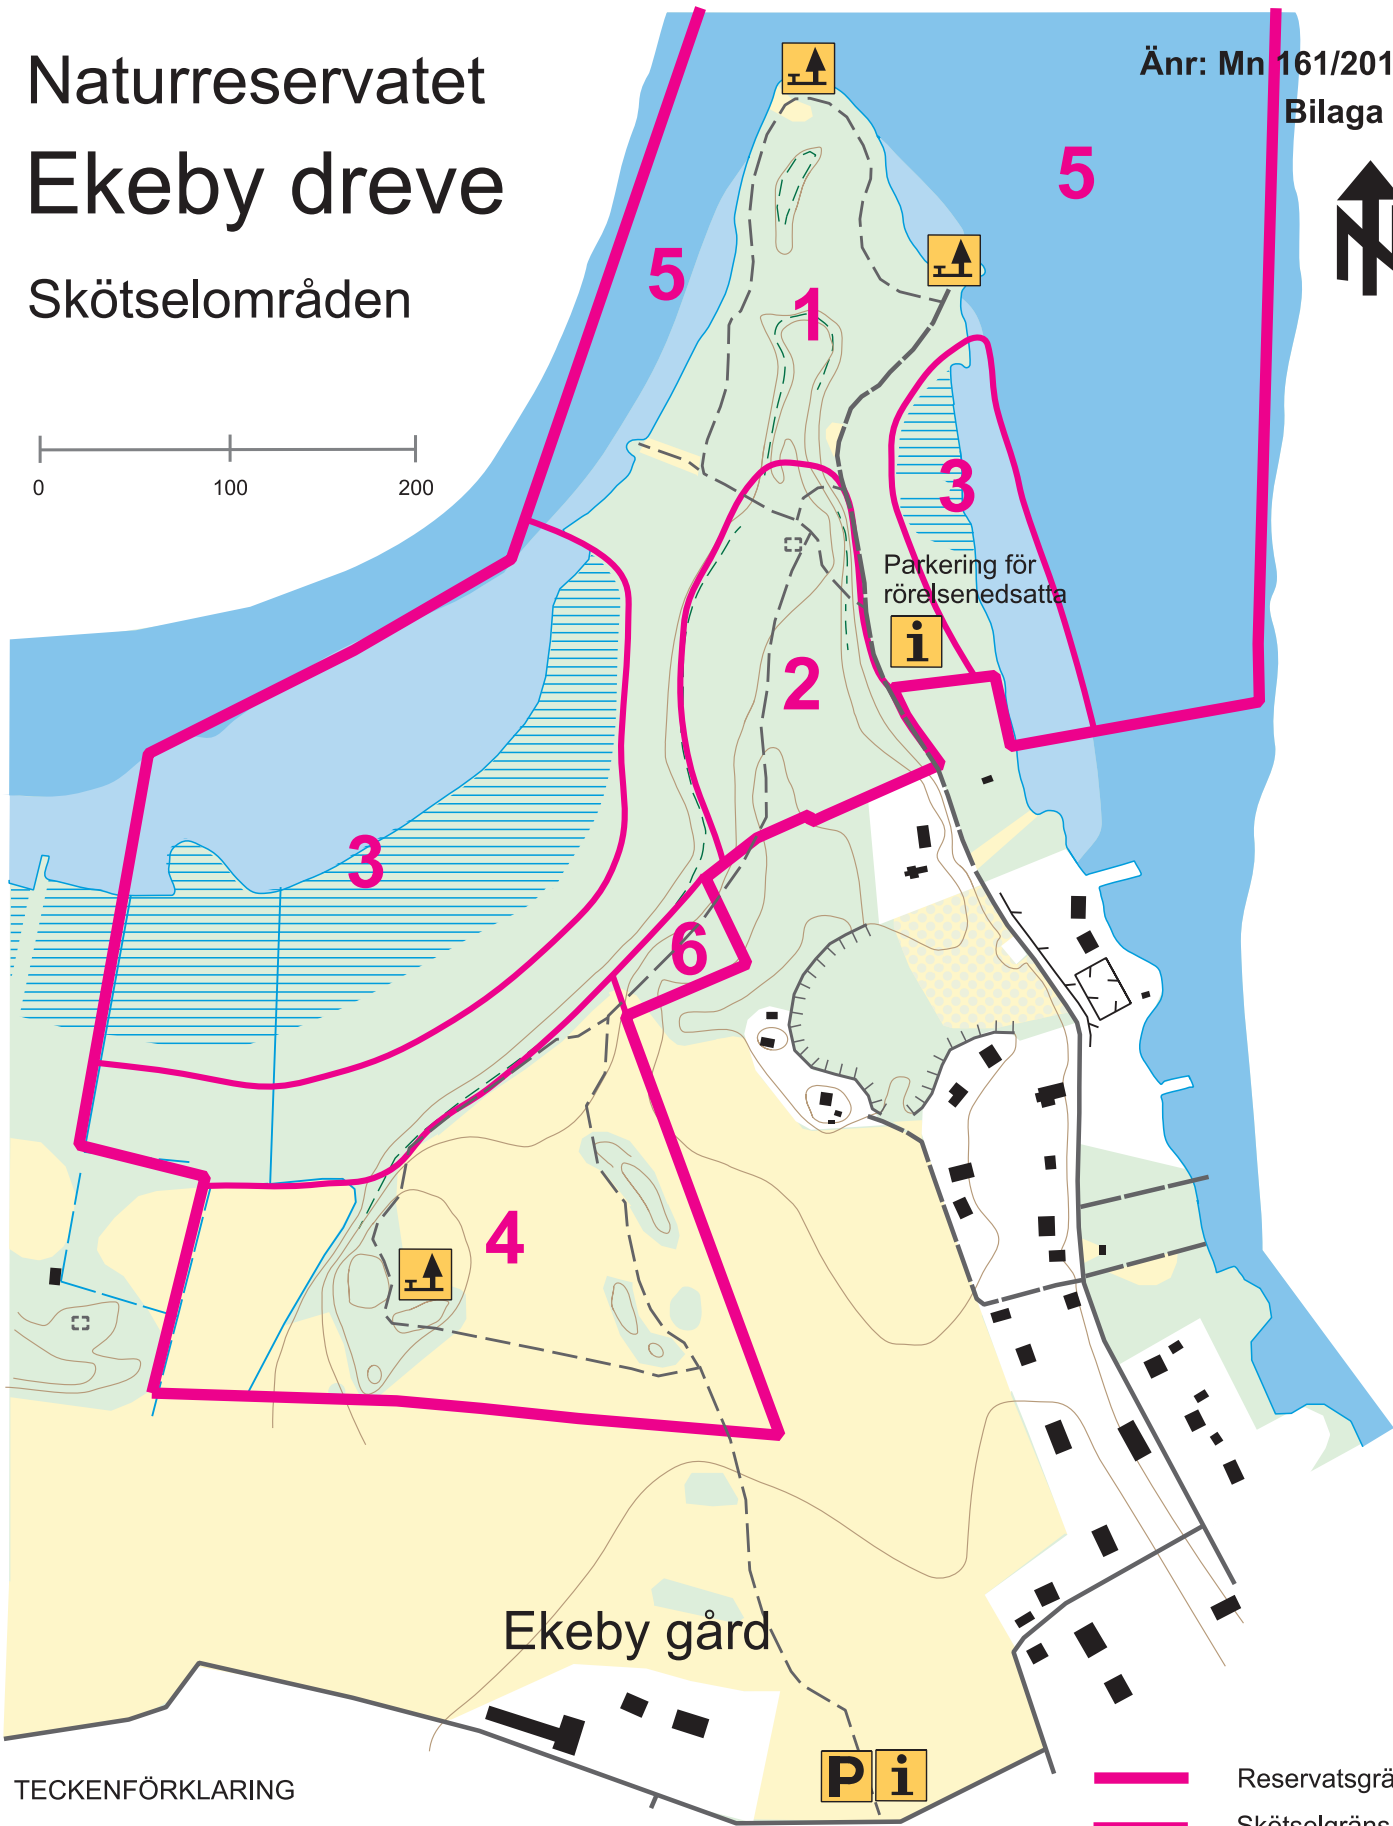 Naturreservatet
Ekeby dreve
Skötselområden
Änr: Mn 161/201
Bilaga
N
0 100 200
5
5
1
3
Parkering för
rörelsenedsatta
i
2
3
6
4
Ekeby gård
P i
TECKENFÖRKLARING
Reservatsgrä
Skötselgräns